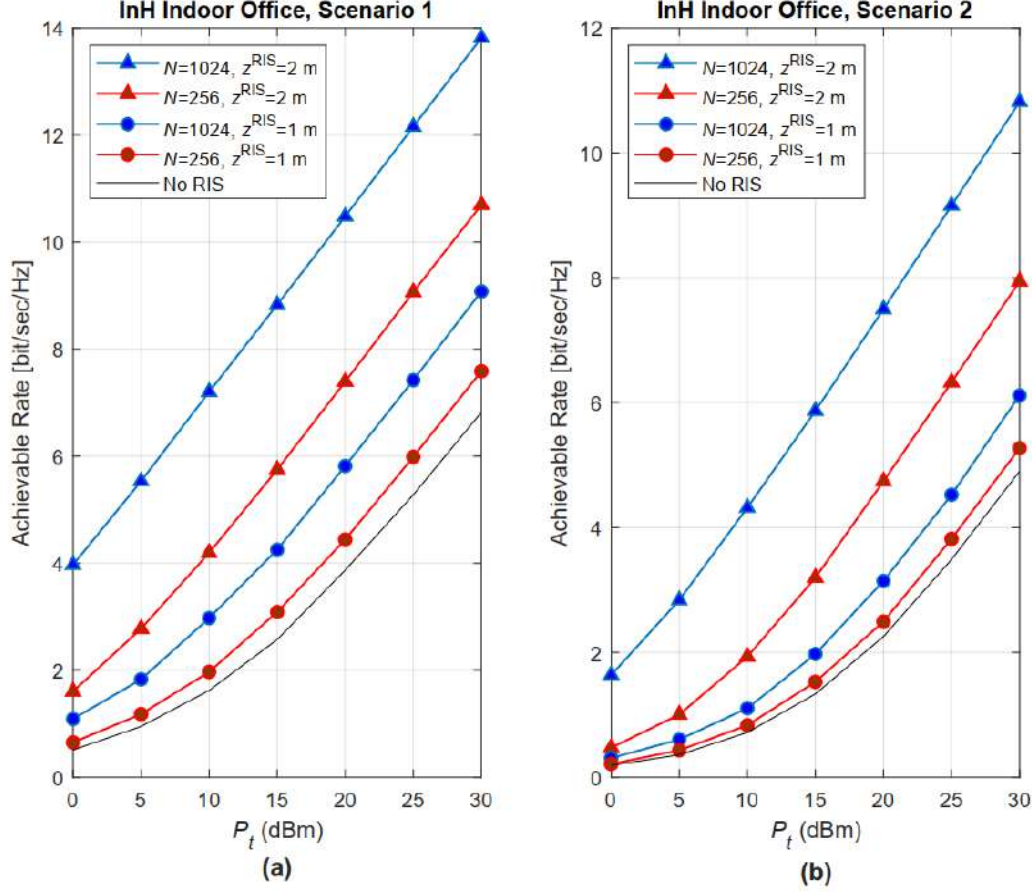 InH Indoor Office, Scenario 1
14
12
10
8
6
4
2
0
Achievable Rate [bit/sec/Hz]
N=1024, z^RIS=2 m
N=256, z^RIS=2 m
N=1024, z^RIS=1 m
N=256, z^RIS=1 m
No RIS
0 5 10 15 20 25 30
P_t (dBm)
(a)
InH Indoor Office, Scenario 2
12
10
8
6
4
2
0
Achievable Rate [bit/sec/Hz]
N=1024, z^RIS=2 m
N=256, z^RIS=2 m
N=1024, z^RIS=1 m
N=256, z^RIS=1 m
No RIS
0 5 10 15 20 25 30
P_t (dBm)
(b)